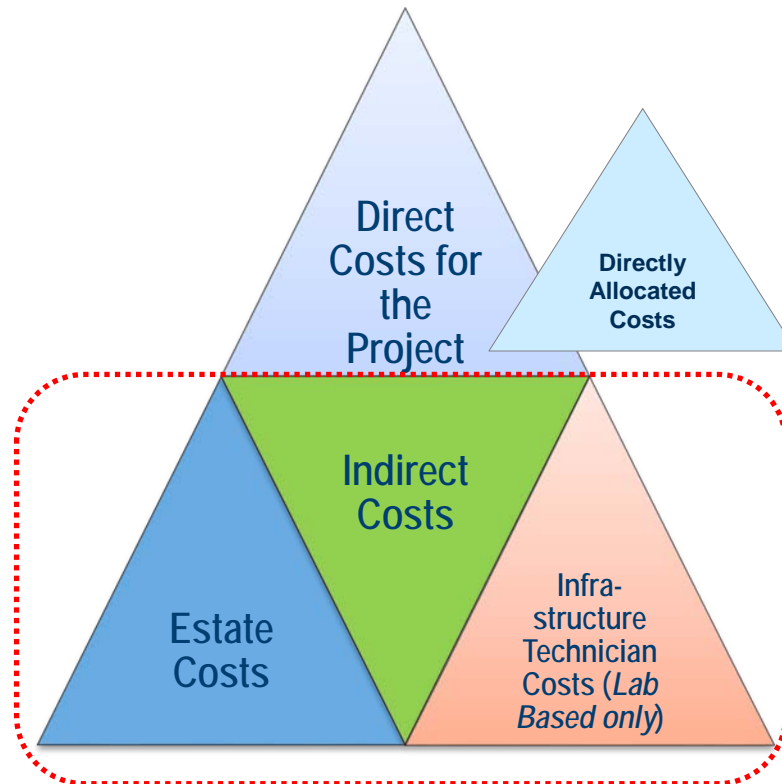 Direct
Costs for
the
Project
Directly
Allocated
Costs
Indirect
Costs
Estate
Costs
Infra-
structure
Technician
Costs (Lab
Based only)